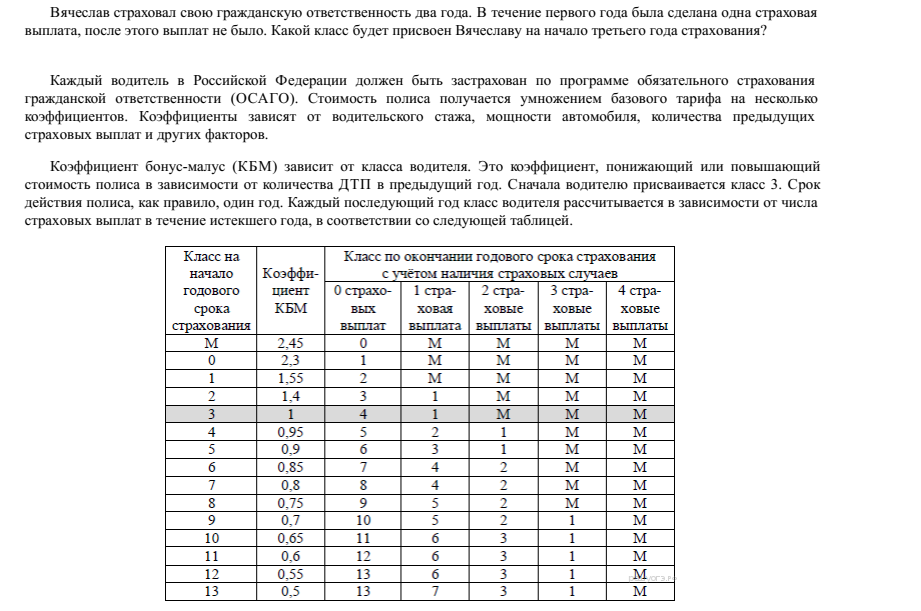 Вячеслав страховал свою гражданскую ответственность два года. В течение первого года была сделана одна страховая
выплата, после этого выплат не было. Какой класс будет присвоен Вячеславу на начало третьего года страхования?
Каждый водитель в Российской Федерации должен быть застрахован по программе обязательного страхования
гражданской ответственности (ОСАГО). Стоимость полиса получается умножением базового тарифа на несколько
коэффициентов. Коэффициенты зависят от водительского стажа, мощности автомобиля, количества предыдущих
страховых выплат и других факторов.
Коэффициент бонус-малус (КБМ) зависит от класса водителя. Это коэффициент, понижающий или повышающий
стоимость полиса в зависимости от количества ДТП в предыдущий год. Сначала водителю присваивается класс 3. Срок
действия полиса, как правило, один год. Каждый последующий год класс водителя рассчитывается в зависимости от числа
страховых выплат в течение истекшего года, в соответствии со следующей таблицей.
Класс на начало годового срока страхования Коэффи-циент КБМ Класс по окончании годового срока страхования с учётом наличия страховых случаев
0 страхо-вых выплат 1 стра-ховая выплата 2 стра-ховые выплаты 3 стра-ховые выплаты 4 стра-ховые выплаты
М 2,45 0 М М М М
0 2,3 1 М М М М
1 1,55 2 М М М М
2 1,4 3 1 М М М
3 1 4 1 М М М
4 0,95 5 2 1 М М
5 0,9 6 3 1 М М
6 0,85 7 4 2 М М
7 0,8 8 4 2 М М
8 0,75 9 5 2 М М
9 0,7 10 5 2 1 М
10 0,65 11 6 3 1 М
11 0,6 12 6 3 1 М
12 0,55 13 6 3 1 М
13 0,5 13 7 3 1 М